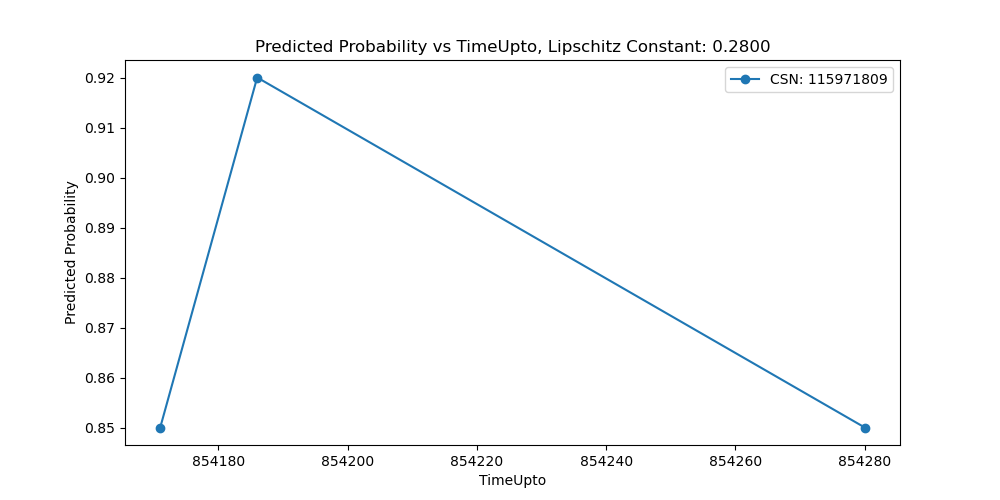 Predicted Probability vs TimeUpto, Lipschitz Constant: 0.2800
CSN: 115971809
Predicted Probability
0.92
0.91
0.90
0.89
0.88
0.87
0.86
0.85
854180 854200 854220 854240 854260 854280
TimeUpto